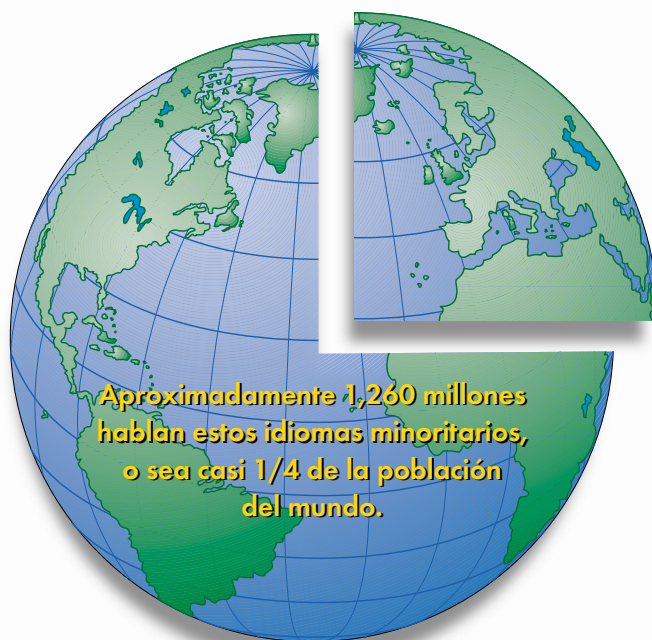 Aproximadamente 1,260 millones
hablan estos idiomas minoritarios,
o sea casi 1/4 de la población
del mundo.